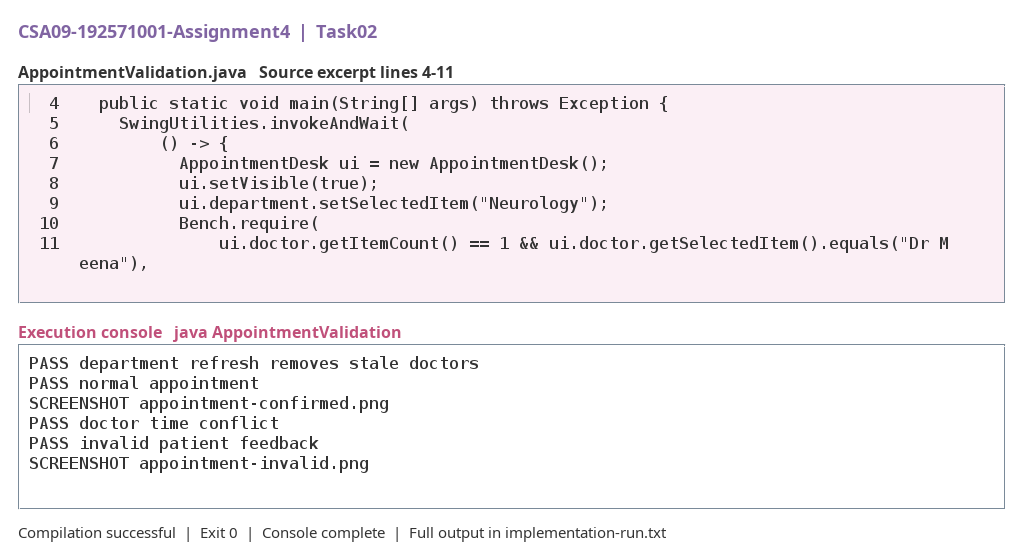 CSA09-192571001-Assignment4 | Task02
AppointmentValidation.java Source excerpt lines 4-11
4 public static void main(String[] args) throws Exception {
5 SwingUtilities.invokeAndWait(
6 () -> {
7 AppointmentDesk ui = new AppointmentDesk();
8 ui.setVisible(true);
9 ui.department.setSelectedItem("Neurology");
10 Bench.require(
11 ui.doctor.getItemCount() == 1 && ui.doctor.getSelectedItem().equals("Dr M
eena"),
Execution console java AppointmentValidation
PASS department refresh removes stale doctors
PASS normal appointment
SCREENSHOT appointment-confirmed.png
PASS doctor time conflict
PASS invalid patient feedback
SCREENSHOT appointment-invalid.png
Compilation successful | Exit 0 | Console complete | Full output in implementation-run.txt